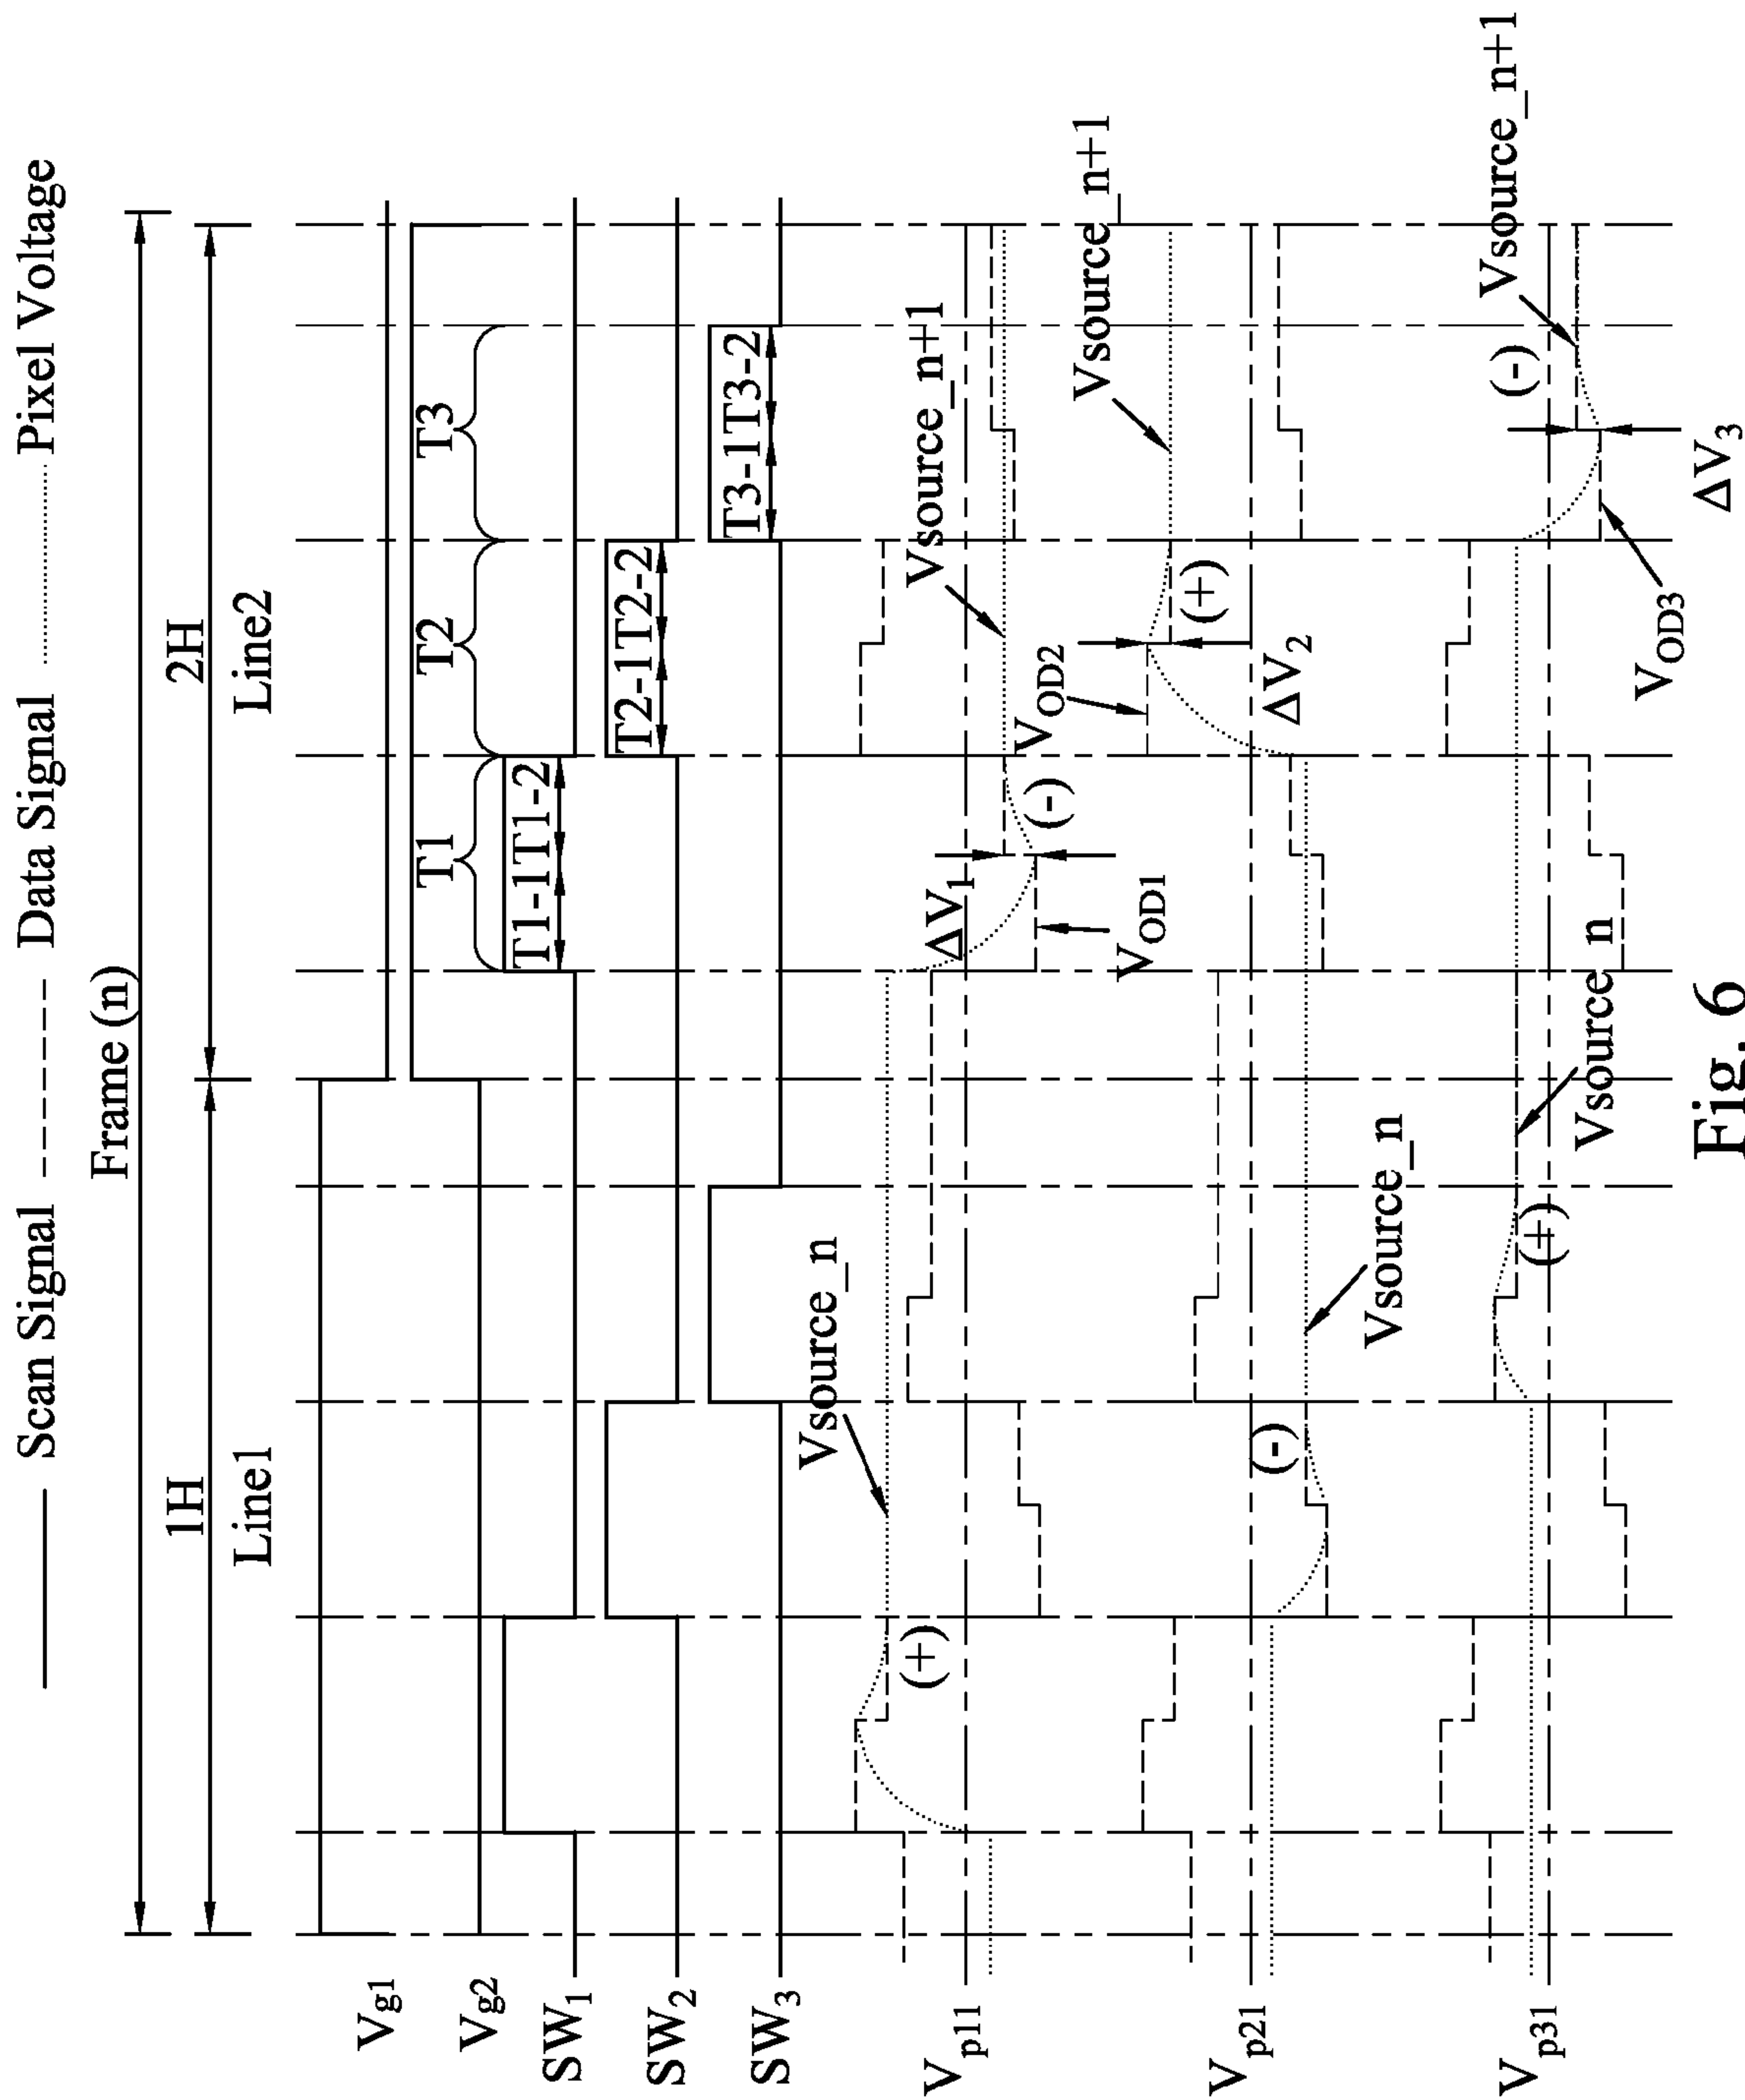 Scan Signal Data Signal Pixel Voltage
Frame (n)
1H 2H
Line1 Line2
Vg1
Vg2
T1 T2 T3
SW1
T1-1 T1-2
SW2
T2-1 T2-2
SW3
T3-1 T3-2
Vsource_n
Vsource_n+1
(+)
ΔV1
(-)
Vp11
VOD1
VOD2
Vsource_n+1
(+)
ΔV2
Vp21
(-)
Vsource_n
(-)
Vsource_n+1
Vp31
(+)
Vsource_n
VOD3
ΔV3
Fig. 6